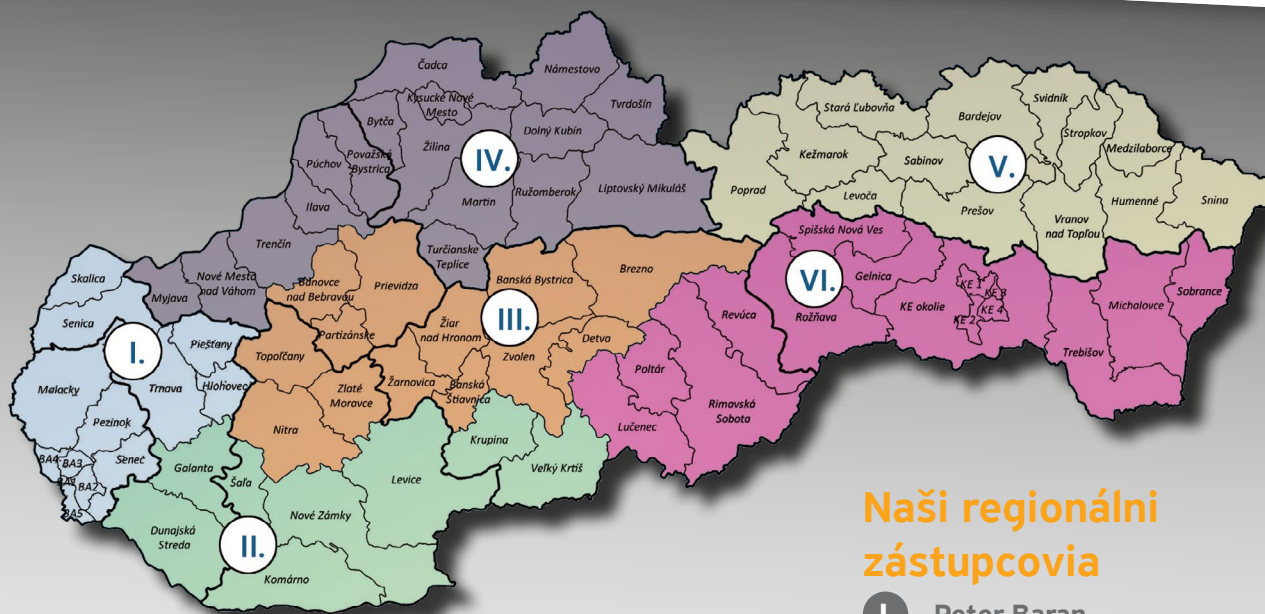 Čadca
Námestovo
Kysucké Nové
Mesto
Tvrdošín
Bytča
Dolný Kubín
Žilina
IV.
Púchov
Považská
Bystrica
Ružomberok
Liptovský Mikuláš
Martin
Ilava
Trenčín
Turčianske
Teplice
Nové Mesto
nad Váhom
Myjava
Svidník
Stará Ľubovňa
Bardejov
Stropkov
Medzilaborce
Kežmarok
Sabinov
V.
Poprad
Levoča
Prešov
Humenné
Snina
Vranov
nad Topľou
Skalica
Senica
I.
Piešťany
Malacky
Trnava
Hlohovec
Pezinok
Senec
BA4
BA3
BA1
BA2
BA5
Bánovce
nad Bebravou
Prievidza
Banská Bystrica
Brezno
Partizánske
Žiar
nad Hronom
III.
Detva
Topoľčany
Zvolen
Žarnovica
Banská
Štiavnica
Zlaté
Moravce
Nitra
Spišská Nová Ves
VI.
Gelnica
KE 1
KE 3
KE 4
KE 2
KE okolie
Rožňava
Michalovce
Sobrance
Trebišov
Revúca
Poltár
Rimavská
Sobota
Lučenec
Krupina
Veľký Krtíš
Galanta
Šaľa
Levice
Nové Zámky
Dunajská
Streda
II.
Komárno
Naši regionálni
zástupcovia
I. Peter Baran